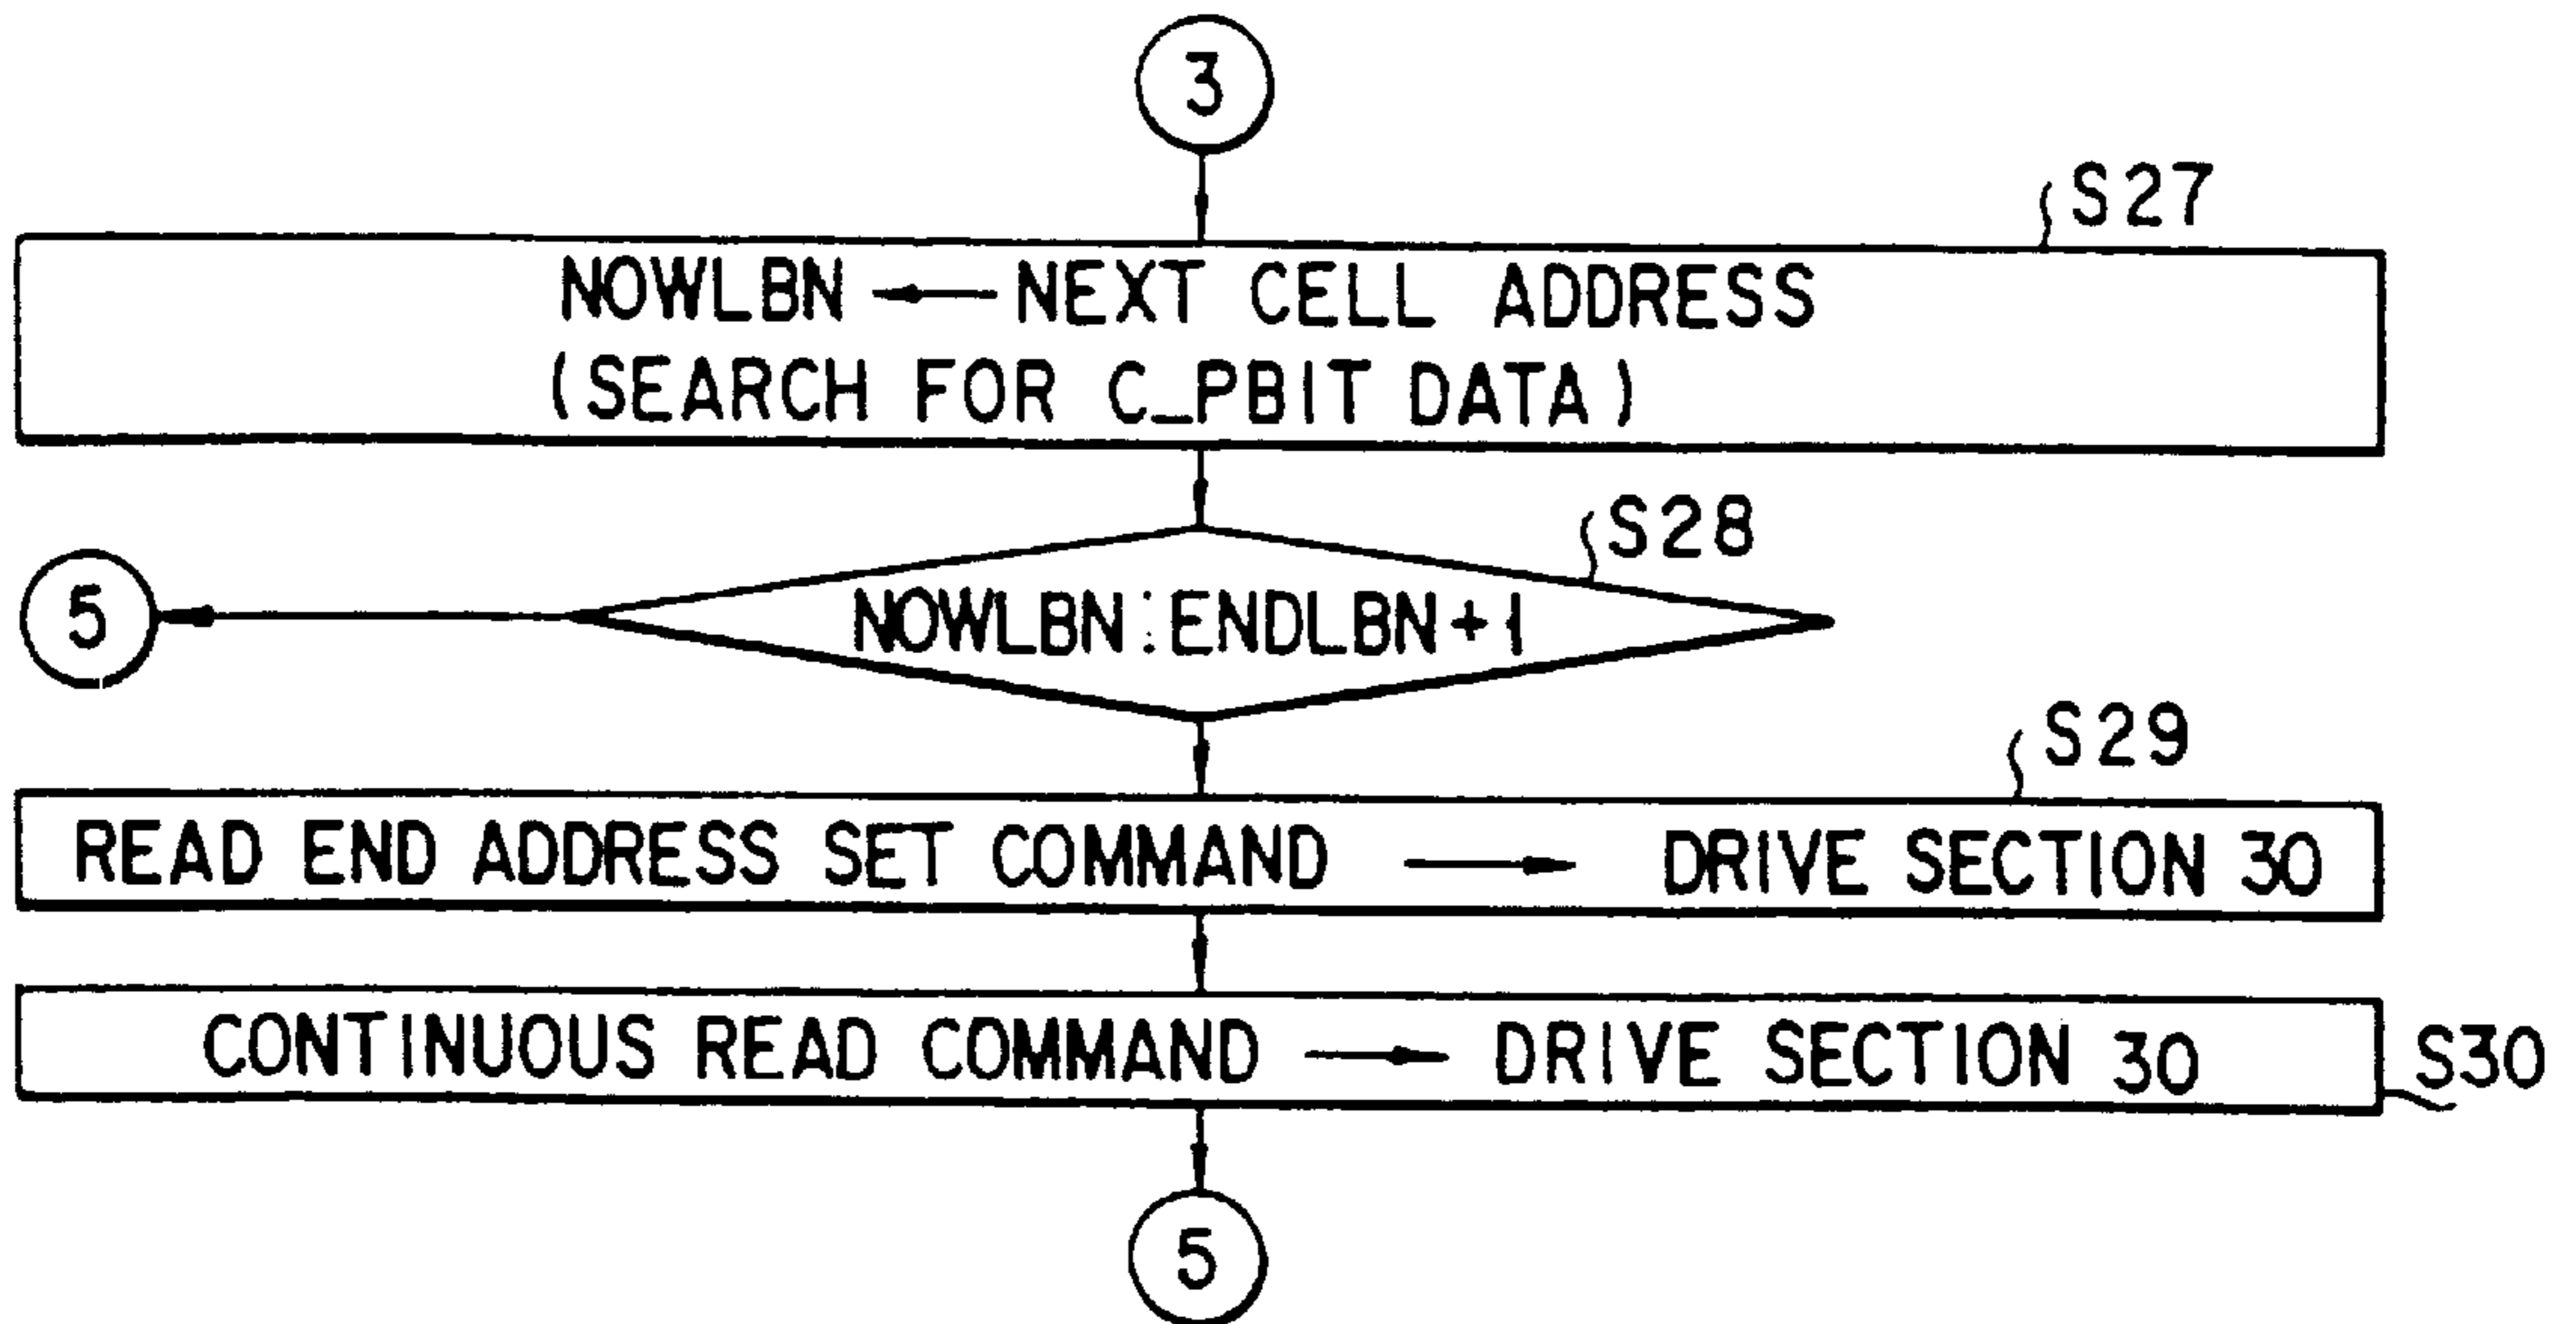 3
S27
NOWLBN ← NEXT CELL ADDRESS
(SEARCH FOR C_PBIT DATA)
S28
5
NOWLBN:ENDLBN+1
S29
READ END ADDRESS SET COMMAND → DRIVE SECTION 30
CONTINUOUS READ COMMAND → DRIVE SECTION 30
S30
5